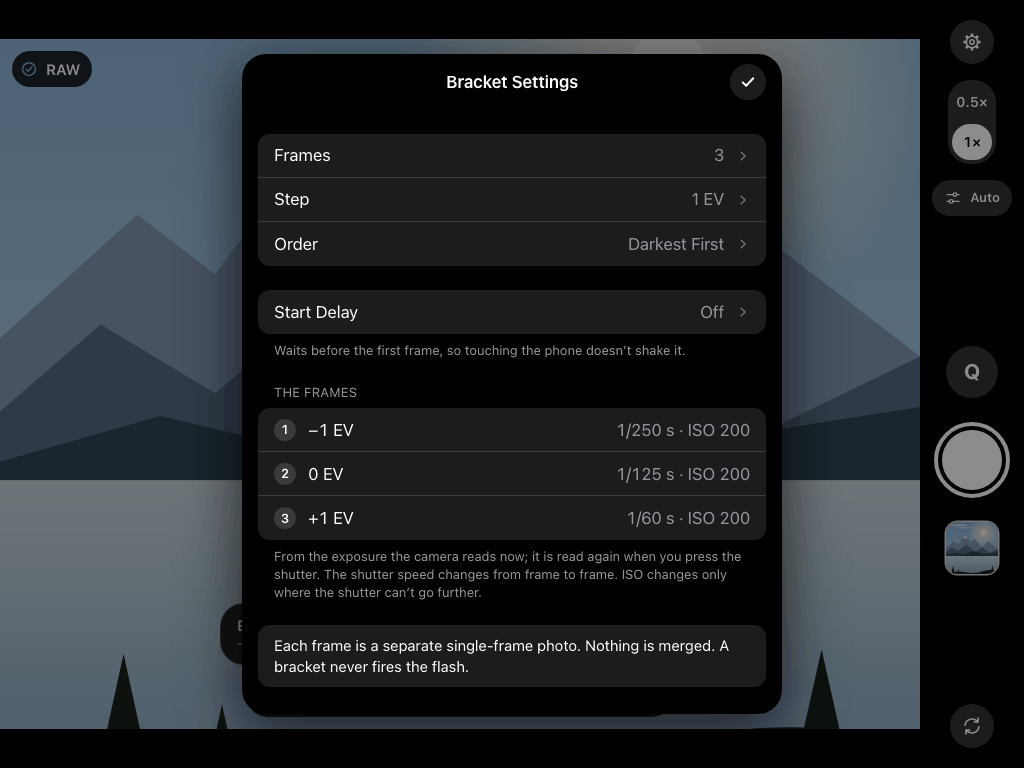 RAW
Bracket Settings
Frames 3
Step 1 EV
Order Darkest First
Start Delay Off
Waits before the first frame, so touching the phone doesn’t shake it.
THE FRAMES
1 −1 EV 1/250 s · ISO 200
2 0 EV 1/125 s · ISO 200
3 +1 EV 1/60 s · ISO 200
From the exposure the camera reads now; it is read again when you press the
shutter. The shutter speed changes from frame to frame. ISO changes only
where the shutter can’t go further.
Each frame is a separate single-frame photo. Nothing is merged. A
bracket never fires the flash.
0.5×
1×
Auto
Q